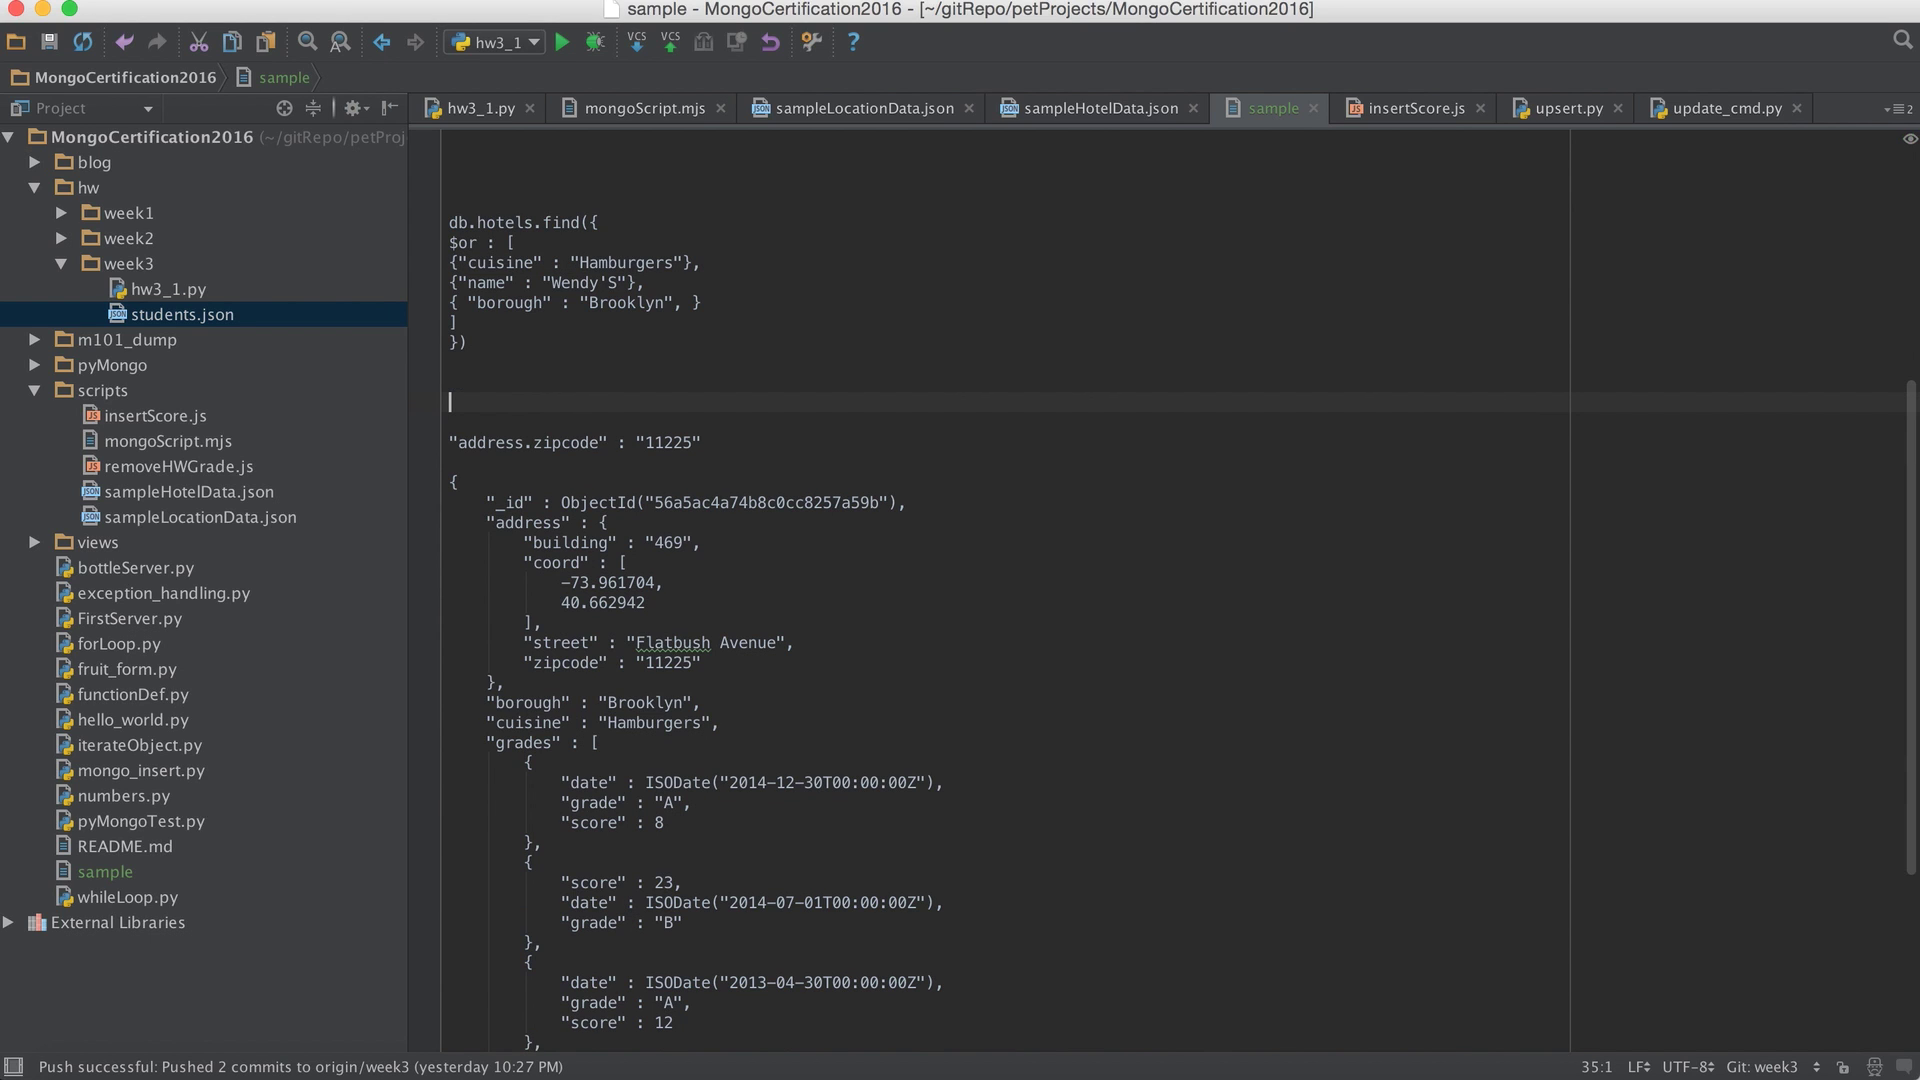 sample - MongoCertification2016 - [~/gitRepo/petProjects/MongoCertification2016]
hw3_1
VCS
VCS
MongoCertification2016
sample
Project
hw3_1.py
mongoScript.mjs
sampleLocationData.json
sampleHotelData.json
sample
insertScore.js
upsert.py
update_cmd.py
2
MongoCertification2016 (~/gitRepo/petProj
blog
hw
week1
week2
week3
hw3_1.py
students.json
m101_dump
pyMongo
scripts
insertScore.js
mongoScript.mjs
removeHWGrade.js
sampleHotelData.json
sampleLocationData.json
views
bottleServer.py
exception_handling.py
FirstServer.py
forLoop.py
fruit_form.py
functionDef.py
hello_world.py
iterateObject.py
mongo_insert.py
numbers.py
pyMongoTest.py
README.md
sample
whileLoop.py
External Libraries
db.hotels.find({
$or : [
{"cuisine" : "Hamburgers"},
{"name" : "Wendy'S"},
{ "borough" : "Brooklyn", }
]
})
"address.zipcode" : "11225"
{
"_id" : ObjectId("56a5ac4a74b8c0cc8257a59b"),
"address" : {
"building" : "469",
"coord" : [
-73.961704,
40.662942
],
"street" : "Flatbush Avenue",
"zipcode" : "11225"
},
"borough" : "Brooklyn",
"cuisine" : "Hamburgers",
"grades" : [
{
"date" : ISODate("2014-12-30T00:00:00Z"),
"grade" : "A",
"score" : 8
},
{
"score" : 23,
"date" : ISODate("2014-07-01T00:00:00Z"),
"grade" : "B"
},
{
"date" : ISODate("2013-04-30T00:00:00Z"),
"grade" : "A",
"score" : 12
},
Push successful: Pushed 2 commits to origin/week3 (yesterday 10:27 PM)
35:1
LF
UTF-8
Git: week3